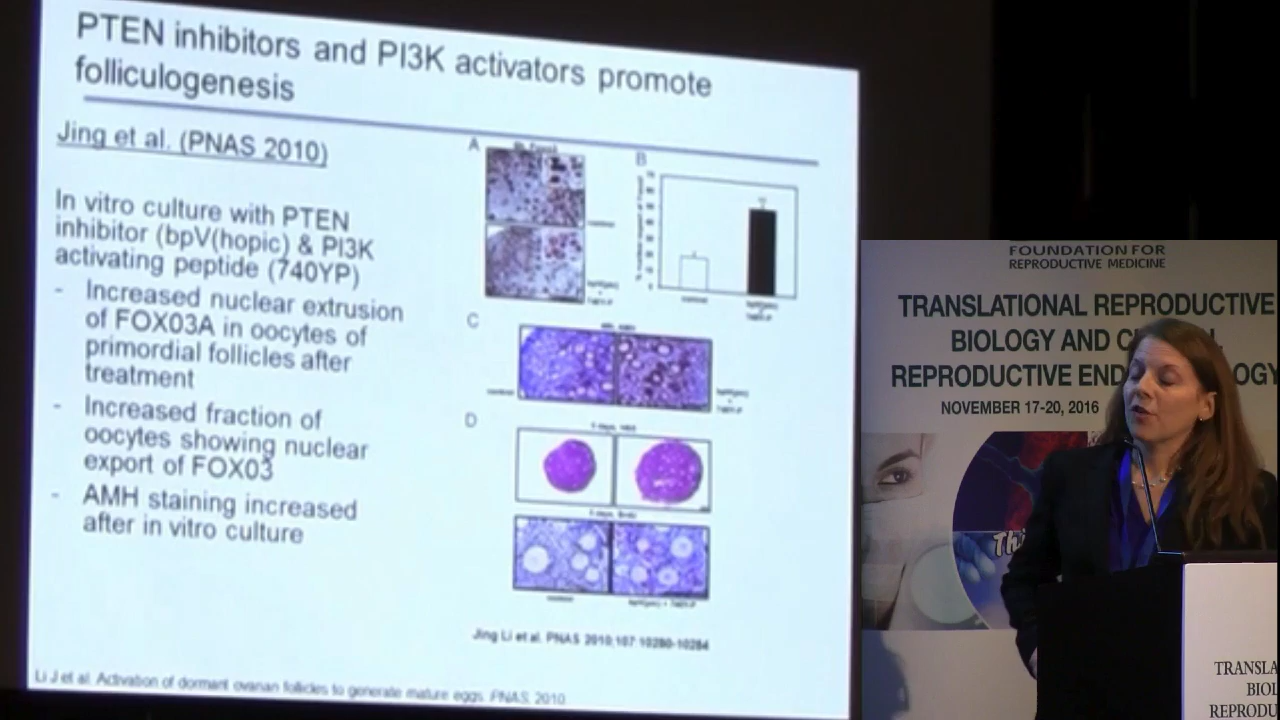 PTEN inhibitors and PI3K activators promote
folliculogenesis
Jing et al. (PNAS 2010)
In vitro culture with PTEN
inhibitor (bpV(hopic) & PI3K
activating peptide (740YP)
- Increased nuclear extrusion
of FOX03A in oocytes of
primordial follicles after
treatment
- Increased fraction of
oocytes showing nuclear
export of FOX03
- AMH staining increased
after in vitro culture
A
B
C
D
control
Jing Li et al. PNAS 2010;107:10280-10284
Li J et al. Activation of dormant ovarian follicles to generate mature eggs. PNAS, 2010
FOUNDATION FOR
REPRODUCTIVE MEDICINE
TRANSLATIONAL REPRODUCTIVE
BIOLOGY AND C
REPRODUCTIVE END OGY
NOVEMBER 17-20, 2016
Thi
TRANSLA
BIOL
REPRODU